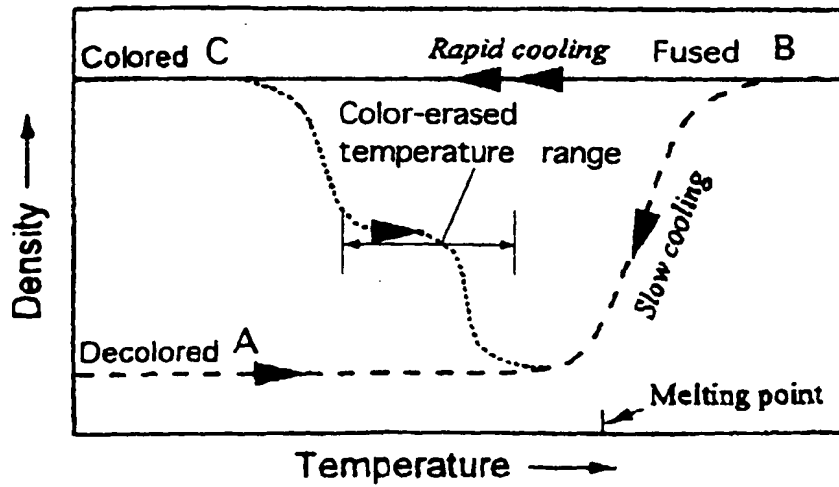 Colored C
Rapid cooling
Fused B
Color-erased
temperature range
Density
Slow cooling
Decolored A
Melting point
Temperature